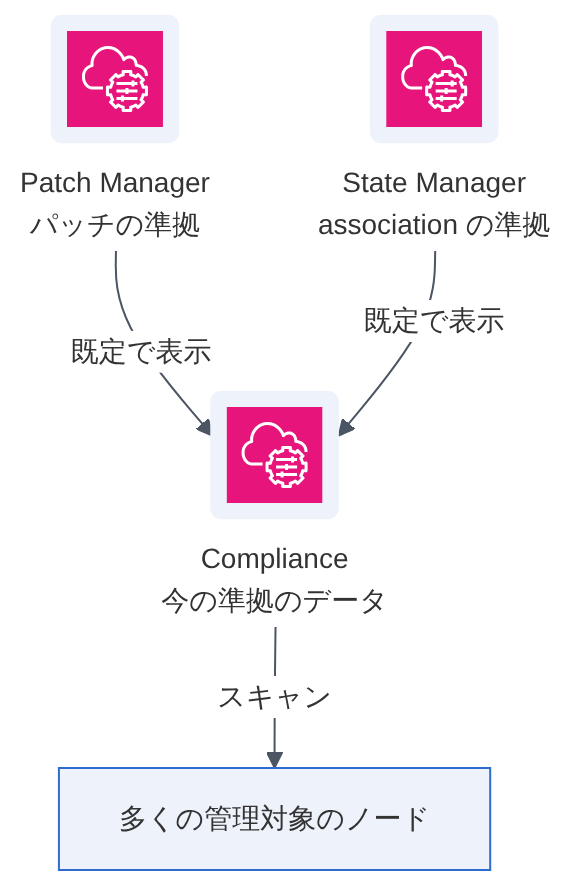 Patch Manager
パッチの準拠
State Manager
association の準拠
既定で表示
既定で表示
Compliance
今の準拠のデータ
スキャン
多くの管理対象のノード